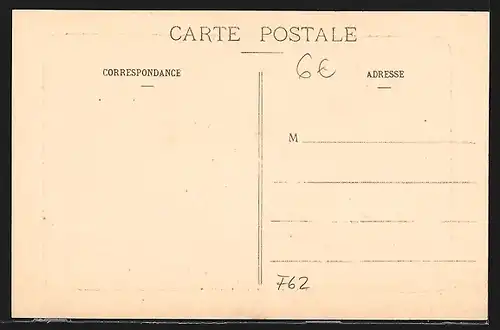 CARTE POSTALE
6€
CORRESPONDANCE
ADRESSE
M
F62